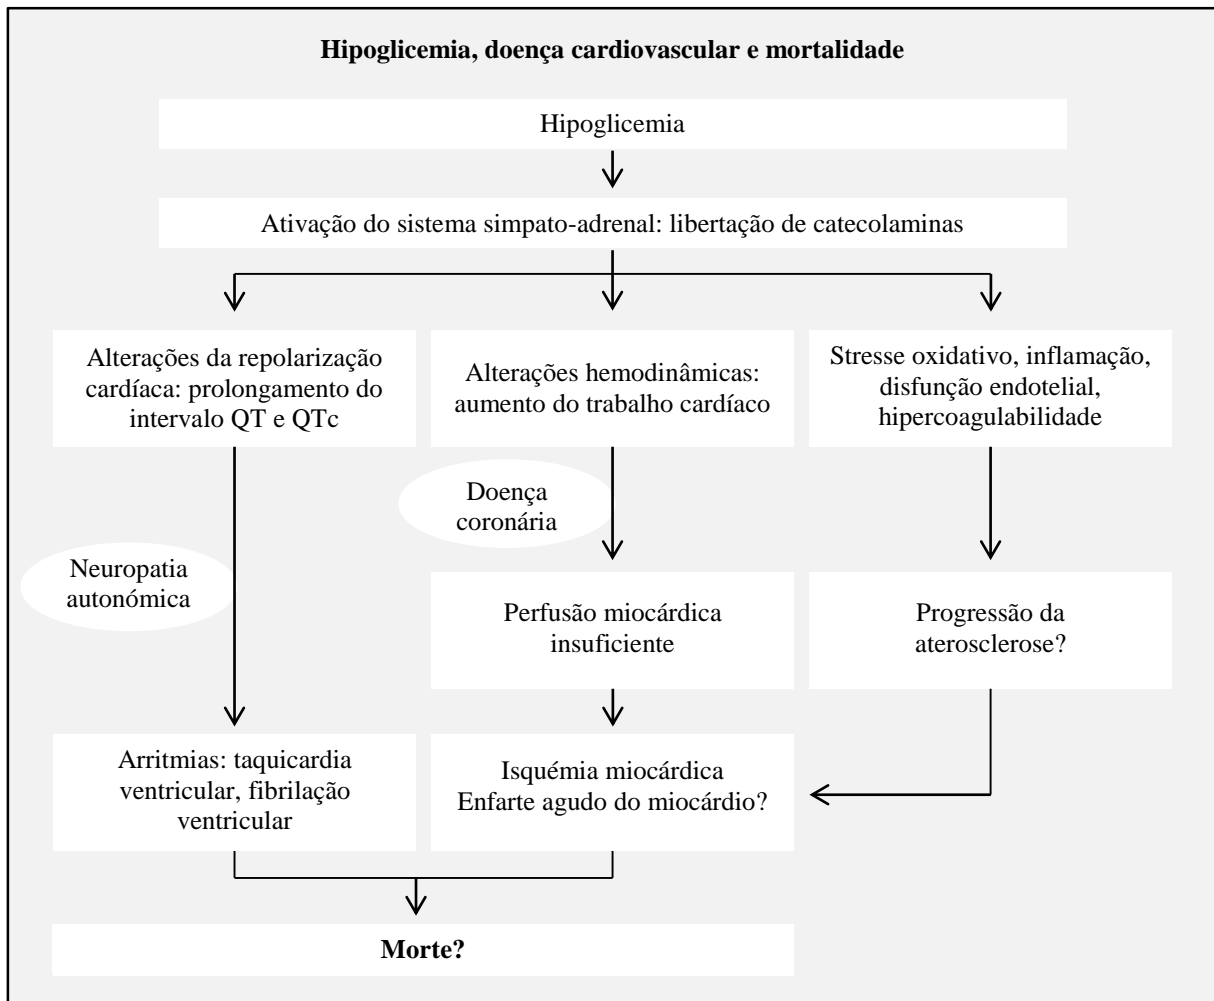 Hipoglicemia, doença cardiovascular e mortalidade
Hipoglicemia
Ativação do sistema simpato-adrenal: libertação de catecolaminas
Alterações da repolarização
cardíaca: prolongamento do
intervalo QT e QTc
Alterações hemodinâmicas:
aumento do trabalho cardíaco
Stresse oxidativo, inflamação,
disfunção endotelial,
hipercoagulabilidade
Doença
coronária
Neuropatia
autonómica
Perfusão miocárdica
insuficiente
Progressão da
aterosclerose?
Arritmias: taquicardia
ventricular, fibrilação
ventricular
Isquémia miocárdica
Enfarte agudo do miocárdio?
Morte?